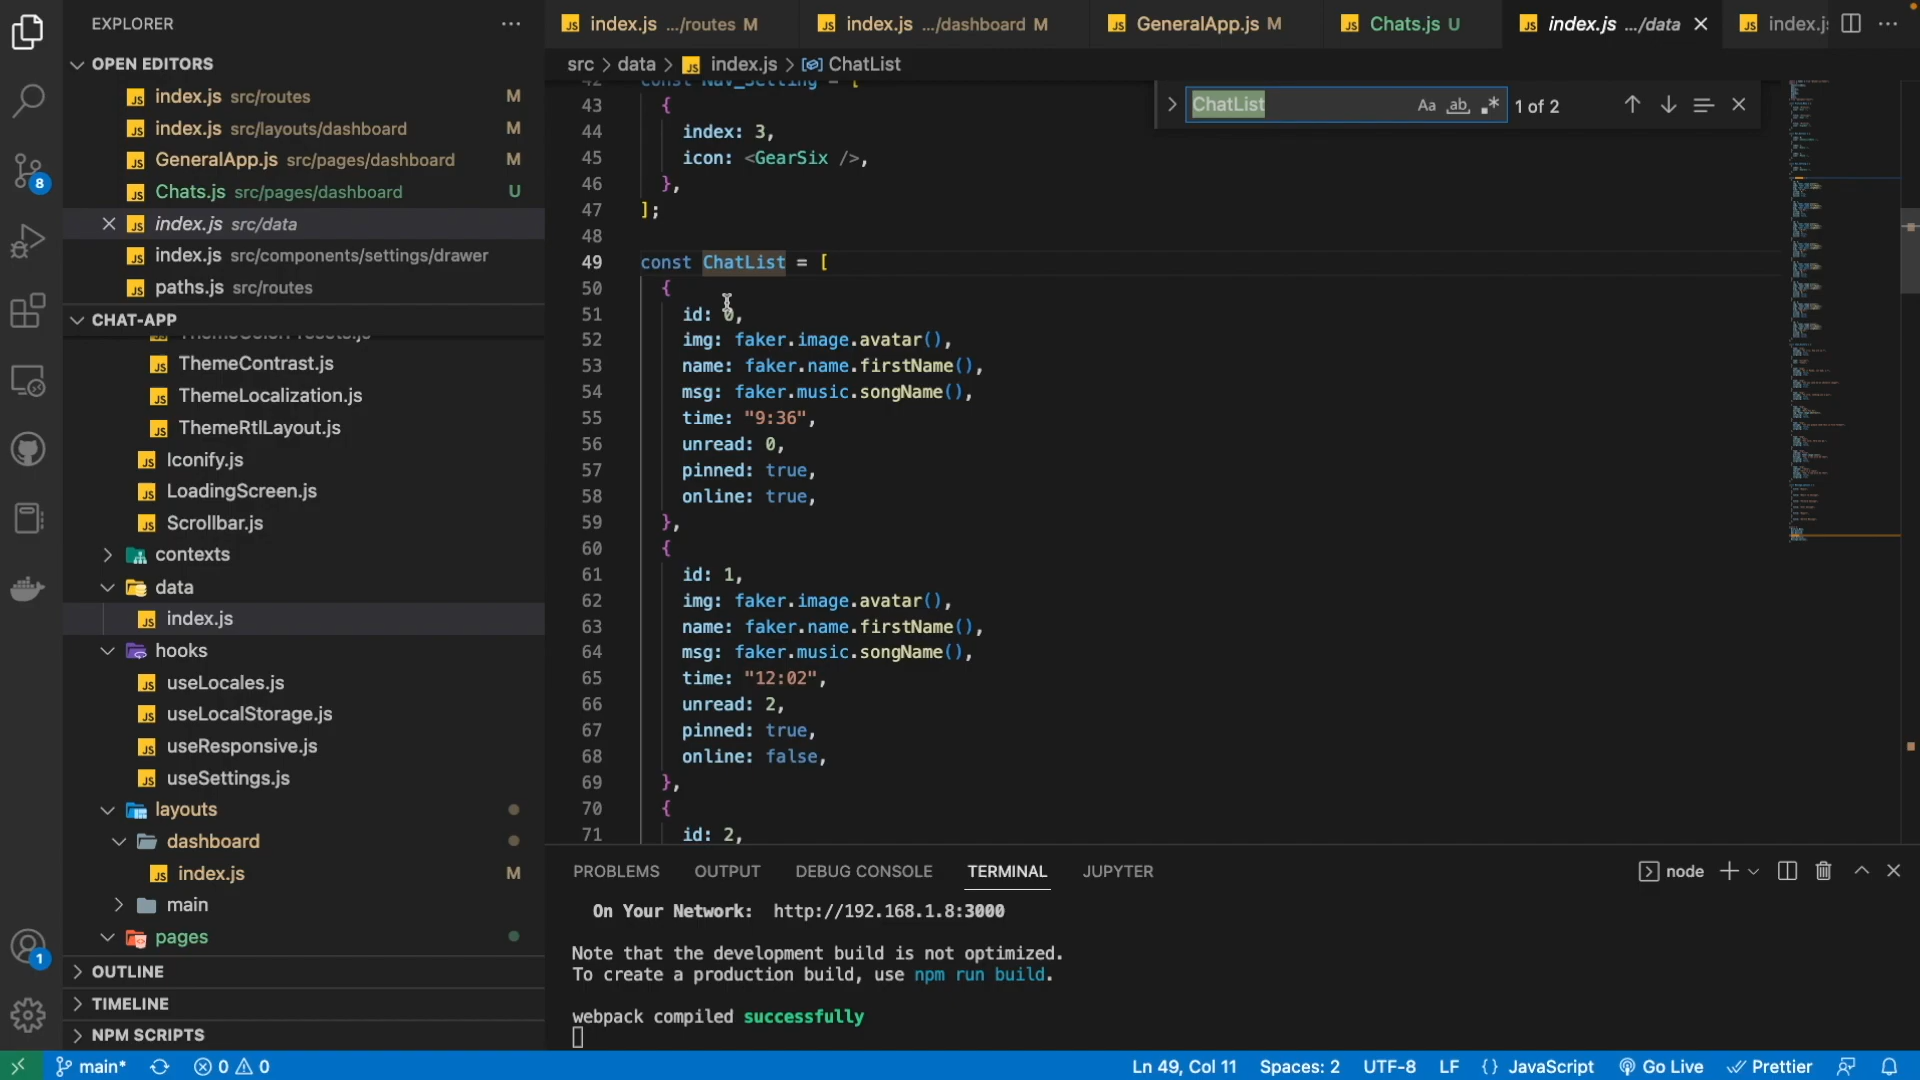 EXPLORER
OPEN EDITORS
index.js src/routes M
index.js src/layouts/dashboard M
GeneralApp.js src/pages/dashboard M
Chats.js src/pages/dashboard U
index.js src/data
index.js src/components/settings/drawer
paths.js src/routes
CHAT-APP
ThemeContrast.js
ThemeLocalization.js
ThemeRtlLayout.js
Iconify.js
LoadingScreen.js
Scrollbar.js
contexts
data
index.js
hooks
useLocales.js
useLocalStorage.js
useResponsive.js
useSettings.js
layouts
dashboard
index.js M
main
pages
OUTLINE
TIMELINE
NPM SCRIPTS
8
1
index.js .../routes M
index.js .../dashboard M
GeneralApp.js M
Chats.js U
index.js .../data
index.js
src > data > index.js > ChatList
ChatList Aa ab 1 of 2
42 const Nav_Setting = [
43 {
44 index: 3,
45 icon: <GearSix />,
46 },
47 ];
48
49 const ChatList = [
50 {
51 id: 0,
52 img: faker.image.avatar(),
53 name: faker.name.firstName(),
54 msg: faker.music.songName(),
55 time: "9:36",
56 unread: 0,
57 pinned: true,
58 online: true,
59 },
60 {
61 id: 1,
62 img: faker.image.avatar(),
63 name: faker.name.firstName(),
64 msg: faker.music.songName(),
65 time: "12:02",
66 unread: 2,
67 pinned: true,
68 online: false,
69 },
70 {
71 id: 2,
PROBLEMS OUTPUT DEBUG CONSOLE TERMINAL JUPYTER
node
On Your Network: http://192.168.1.8:3000
Note that the development build is not optimized.
To create a production build, use npm run build.
webpack compiled successfully
main* 0 0 Ln 49, Col 11 Spaces: 2 UTF-8 LF {} JavaScript Go Live Prettier